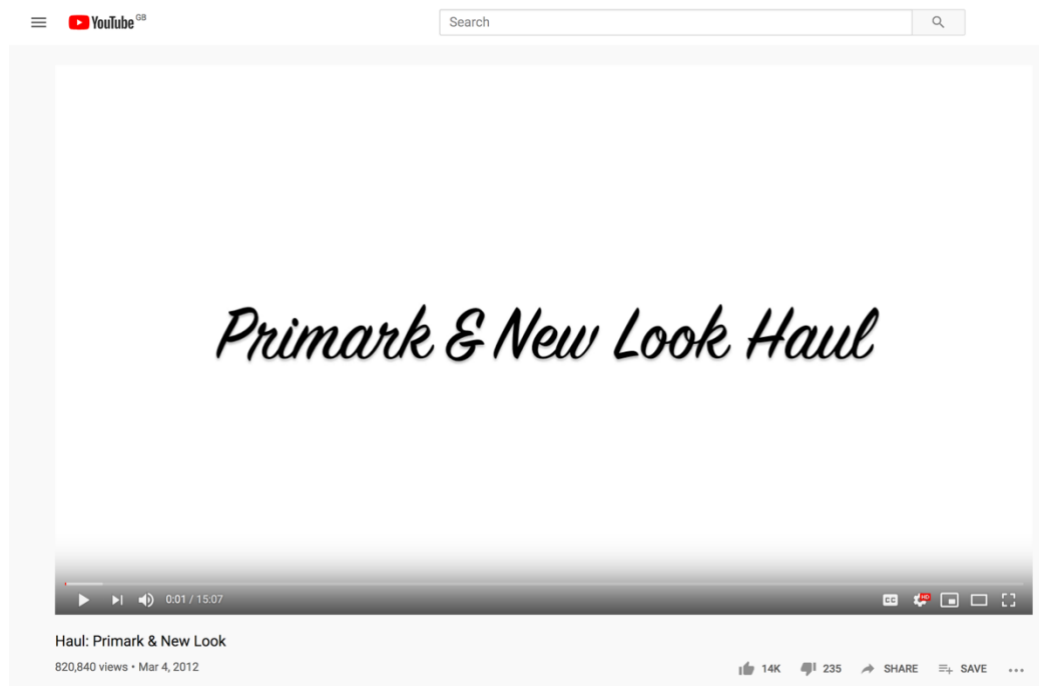 YouTube GB
Search
Primark & New Look Haul
0:01 / 15:07
CC
HD
Haul: Primark & New Look
820,840 views • Mar 4, 2012
14K 235 SHARE SAVE